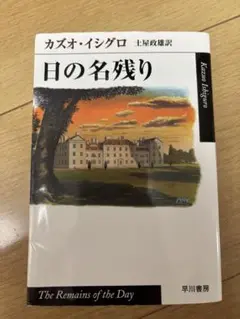 カズオ・イシグロ 土屋政雄訳
日の名残り
Kazuo Ishiguro
The Remains of the Day
早川書房